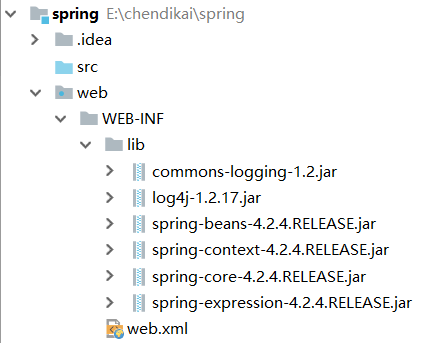 spring E:\chendikai\spring
.idea
src
web
WEB-INF
lib
commons-logging-1.2.jar
log4j-1.2.17.jar
spring-beans-4.2.4.RELEASE.jar
spring-context-4.2.4.RELEASE.jar
spring-core-4.2.4.RELEASE.jar
spring-expression-4.2.4.RELEASE.jar
web.xml